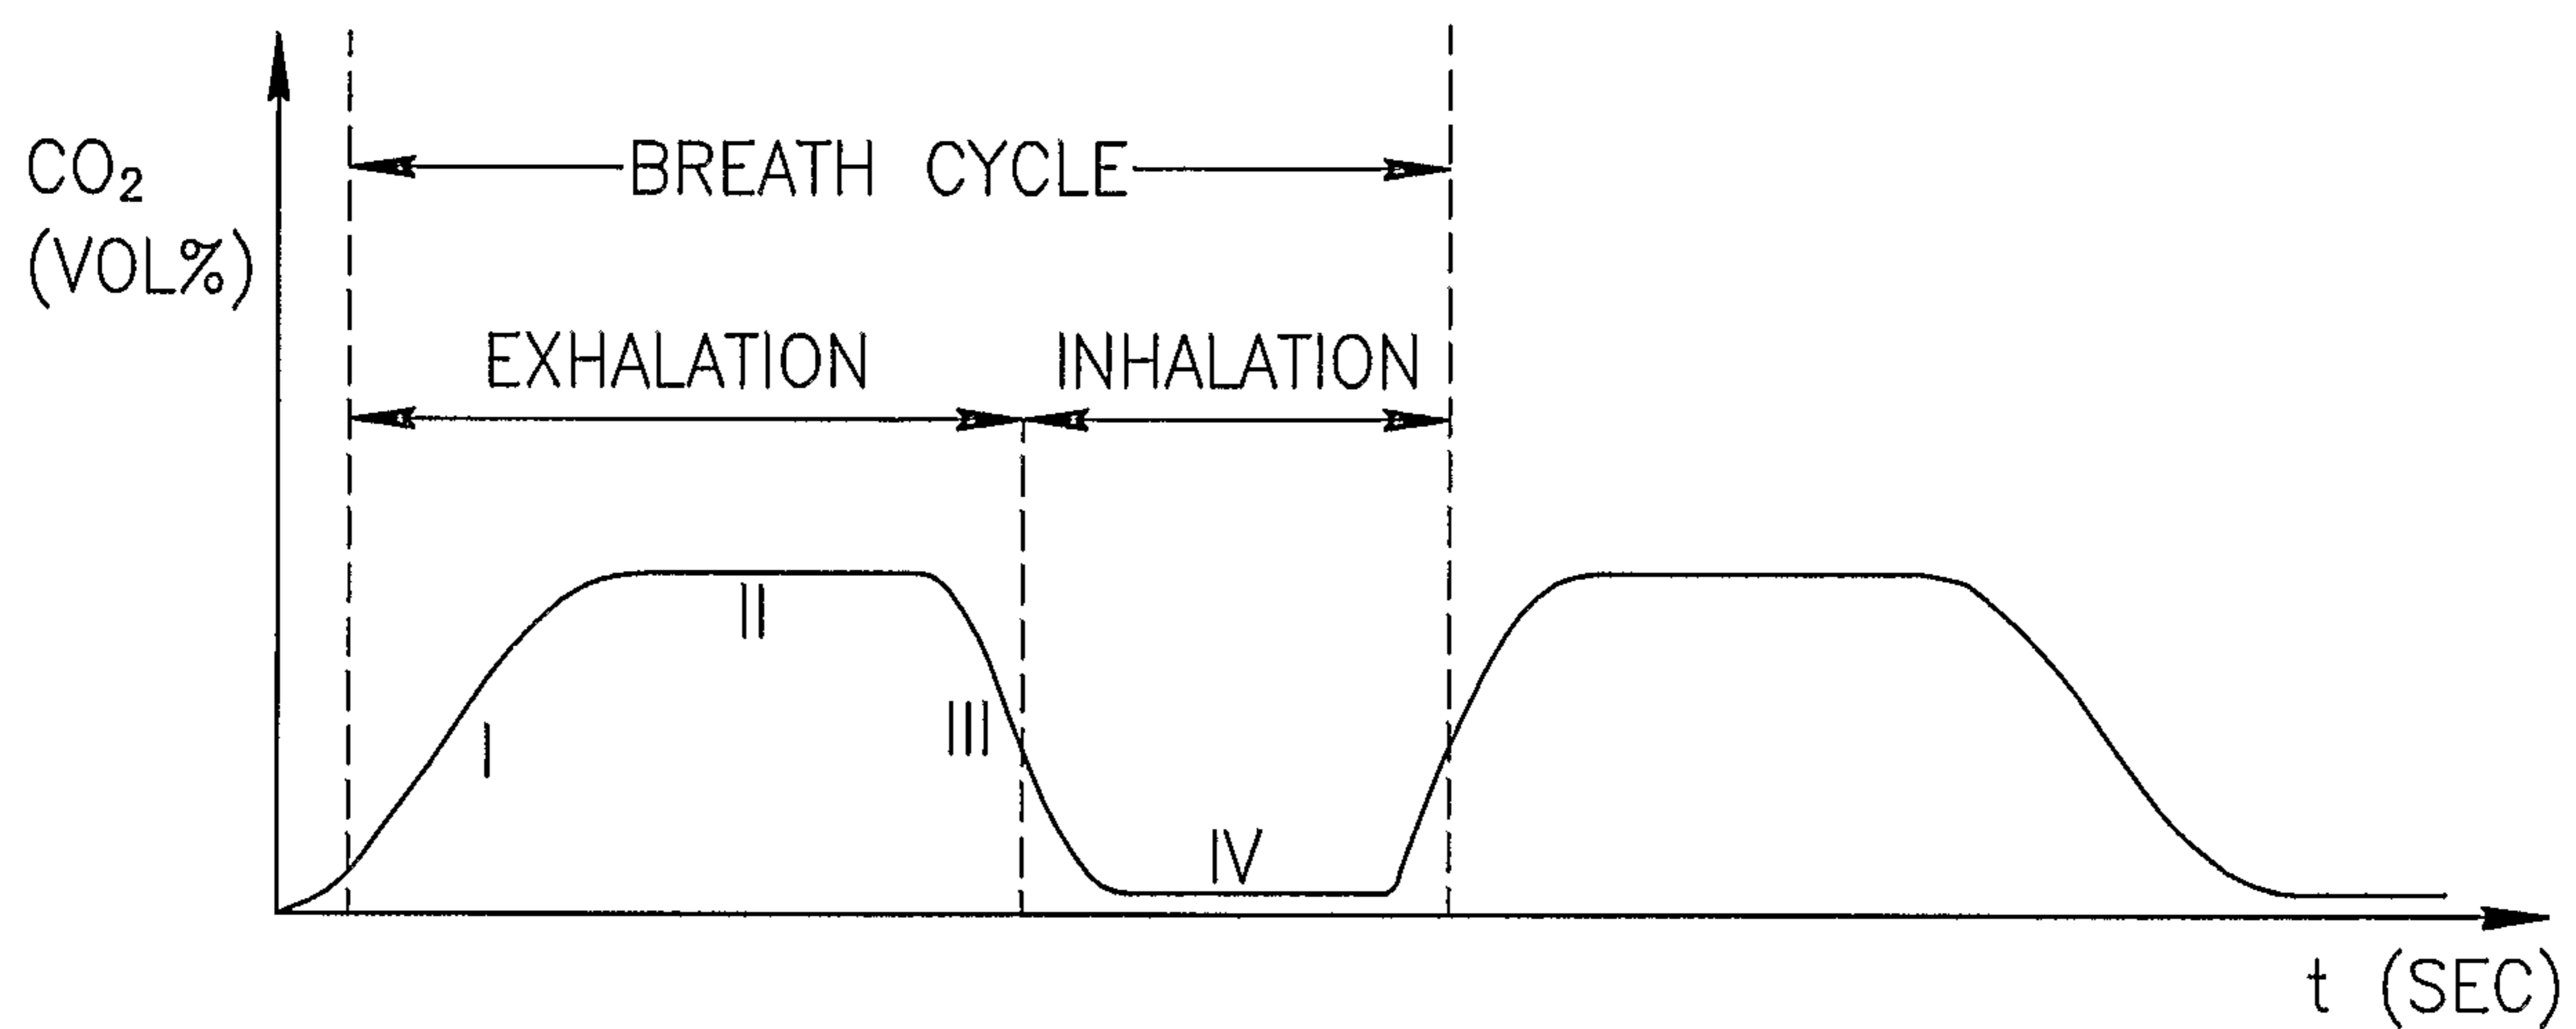 CO₂
(VOL%)
BREATH CYCLE
EXHALATION
INHALATION
II
I
III
IV
t (SEC)